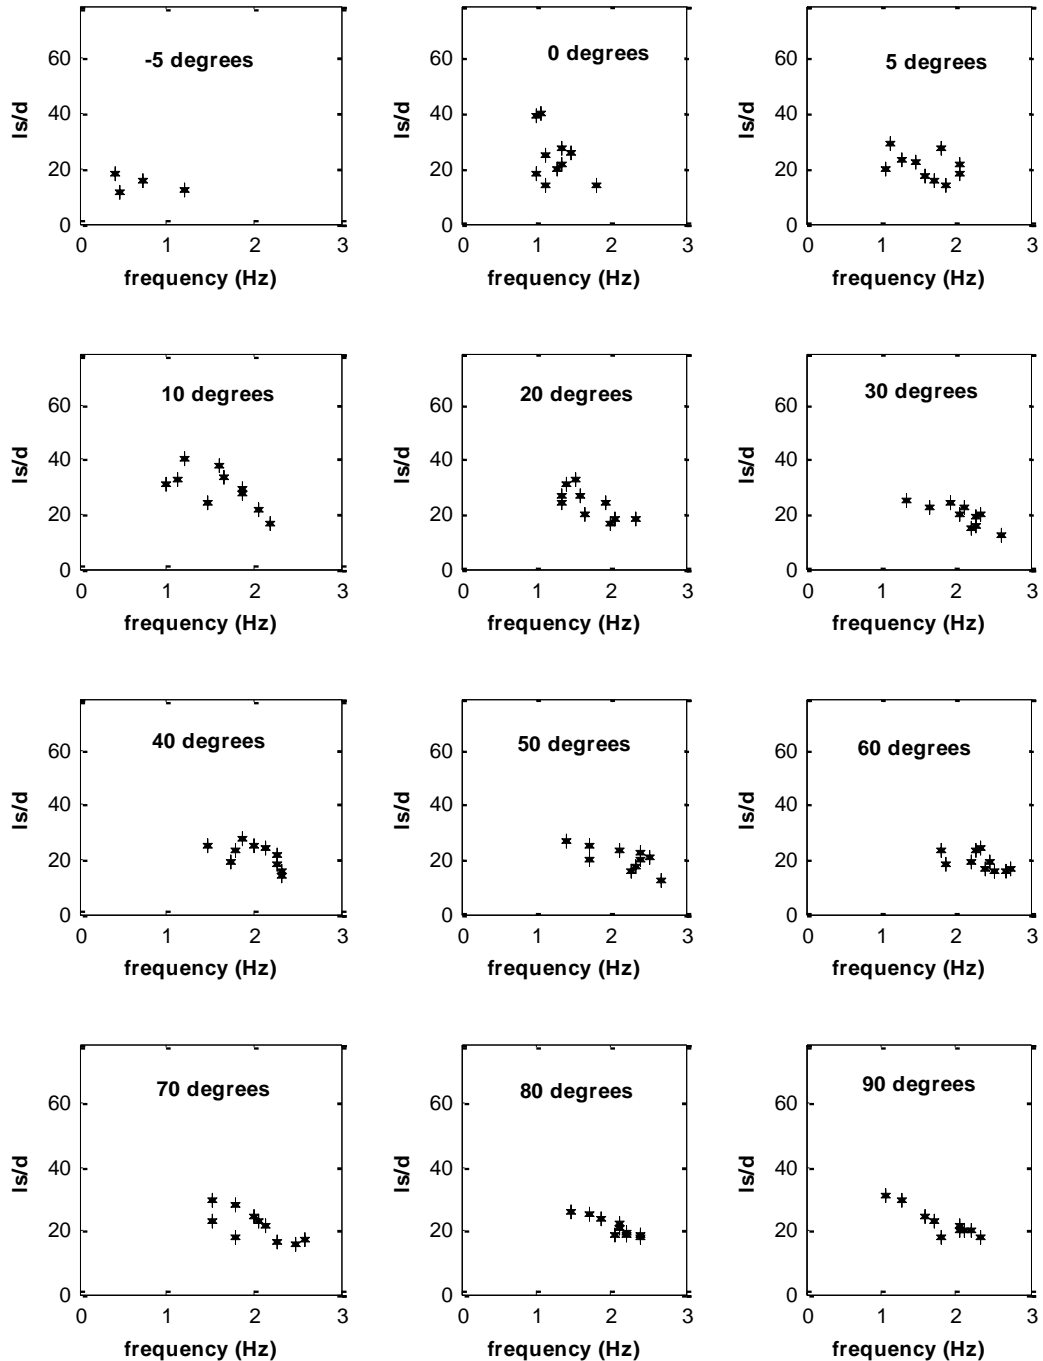 60
40
20
0
ls/d
-5 degrees
0 1 2 3
frequency (Hz)
60
40
20
0
ls/d
0 degrees
0 1 2 3
frequency (Hz)
60
40
20
0
ls/d
5 degrees
0 1 2 3
frequency (Hz)
60
40
20
0
ls/d
10 degrees
0 1 2 3
frequency (Hz)
60
40
20
0
ls/d
20 degrees
0 1 2 3
frequency (Hz)
60
40
20
0
ls/d
30 degrees
0 1 2 3
frequency (Hz)
60
40
20
0
ls/d
40 degrees
0 1 2 3
frequency (Hz)
60
40
20
0
ls/d
50 degrees
0 1 2 3
frequency (Hz)
60
40
20
0
ls/d
60 degrees
0 1 2 3
frequency (Hz)
60
40
20
0
ls/d
70 degrees
0 1 2 3
frequency (Hz)
60
40
20
0
ls/d
80 degrees
0 1 2 3
frequency (Hz)
60
40
20
0
ls/d
90 degrees
0 1 2 3
frequency (Hz)